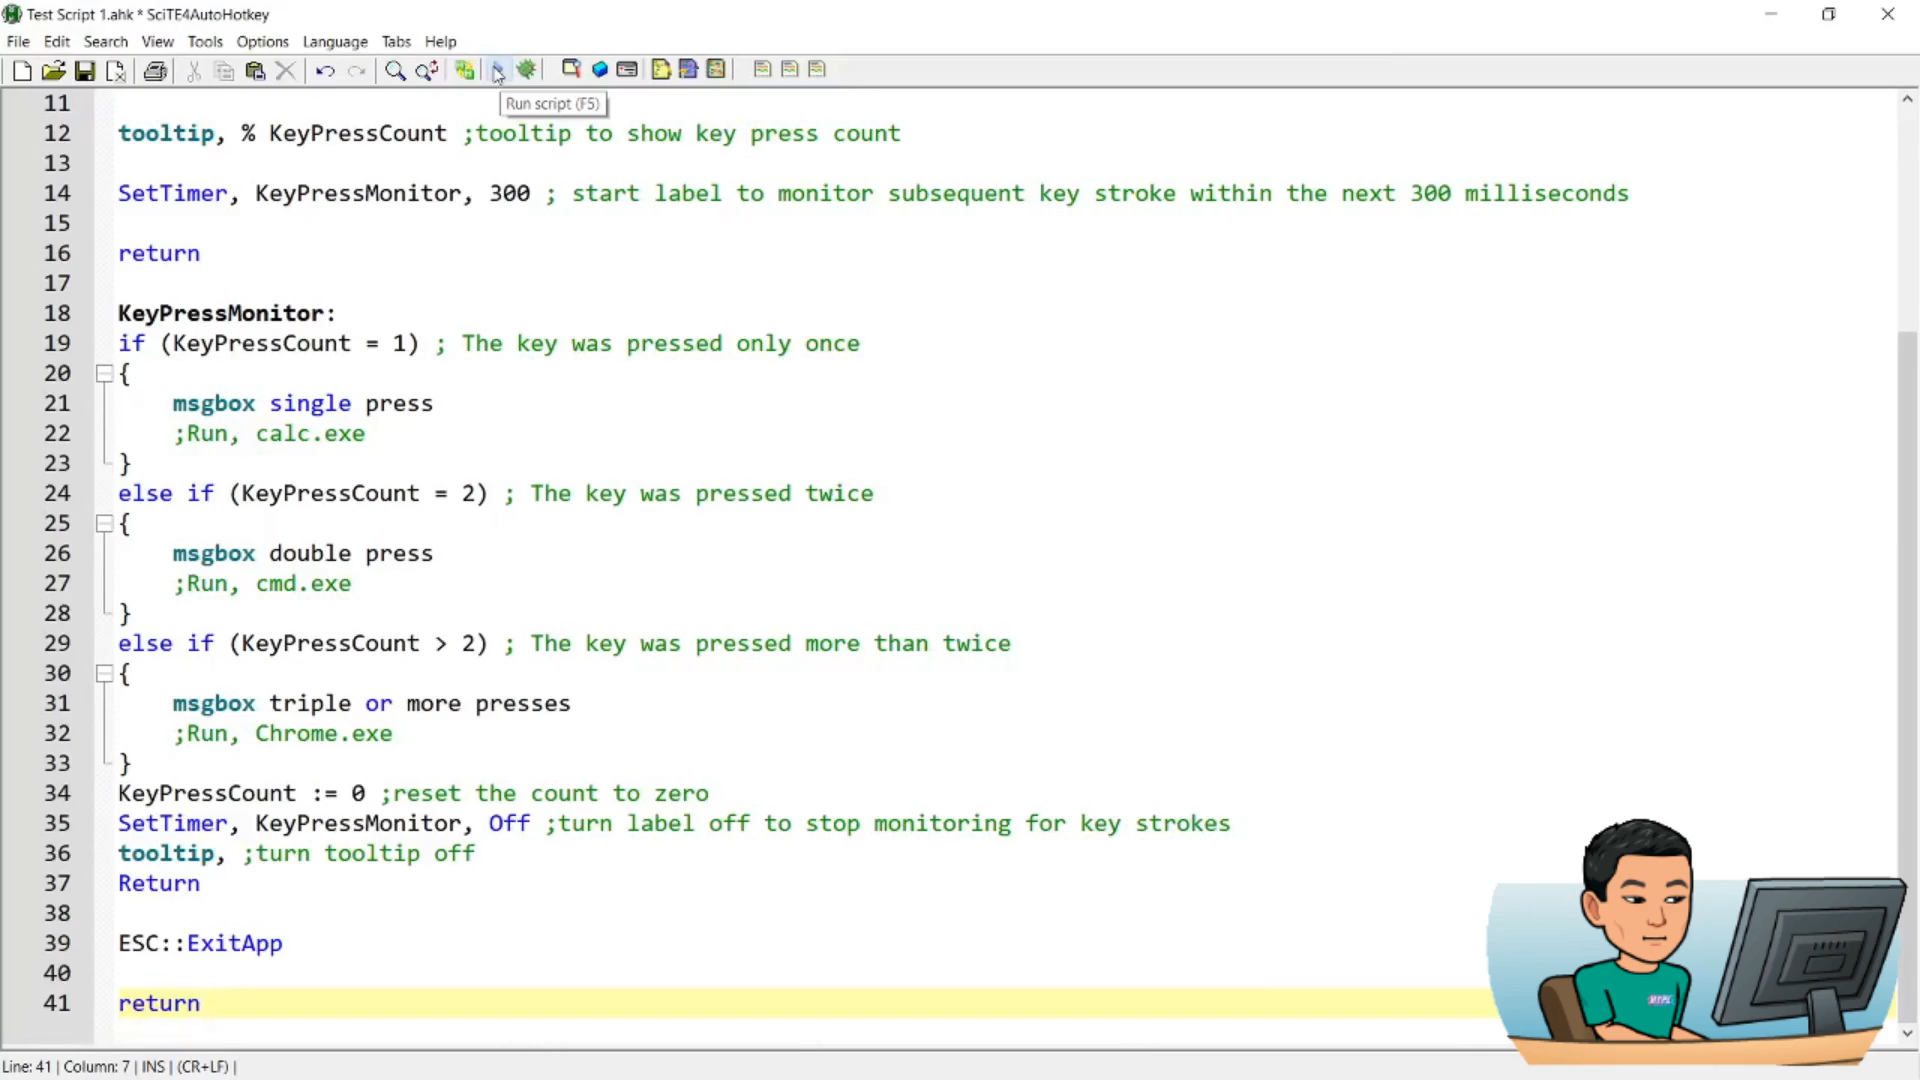 Test Script 1.ahk * SciTE4AutoHotkey
File Edit Search View Tools Options Language Tabs Help
Run script (F5)
11
12 tooltip, % KeyPressCount ;tooltip to show key press count
13
14 SetTimer, KeyPressMonitor, 300 ; start label to monitor subsequent key stroke within the next 300 milliseconds
15
16 return
17
18 KeyPressMonitor:
19 if (KeyPressCount = 1) ; The key was pressed only once
20 {
21 msgbox single press
22 ;Run, calc.exe
23 }
24 else if (KeyPressCount = 2) ; The key was pressed twice
25 {
26 msgbox double press
27 ;Run, cmd.exe
28 }
29 else if (KeyPressCount > 2) ; The key was pressed more than twice
30 {
31 msgbox triple or more presses
32 ;Run, Chrome.exe
33 }
34 KeyPressCount := 0 ;reset the count to zero
35 SetTimer, KeyPressMonitor, Off ;turn label off to stop monitoring for key strokes
36 tooltip, ;turn tooltip off
37 Return
38
39 ESC::ExitApp
40
41 return
Line: 41 | Column: 7 | INS | (CR+LF) |